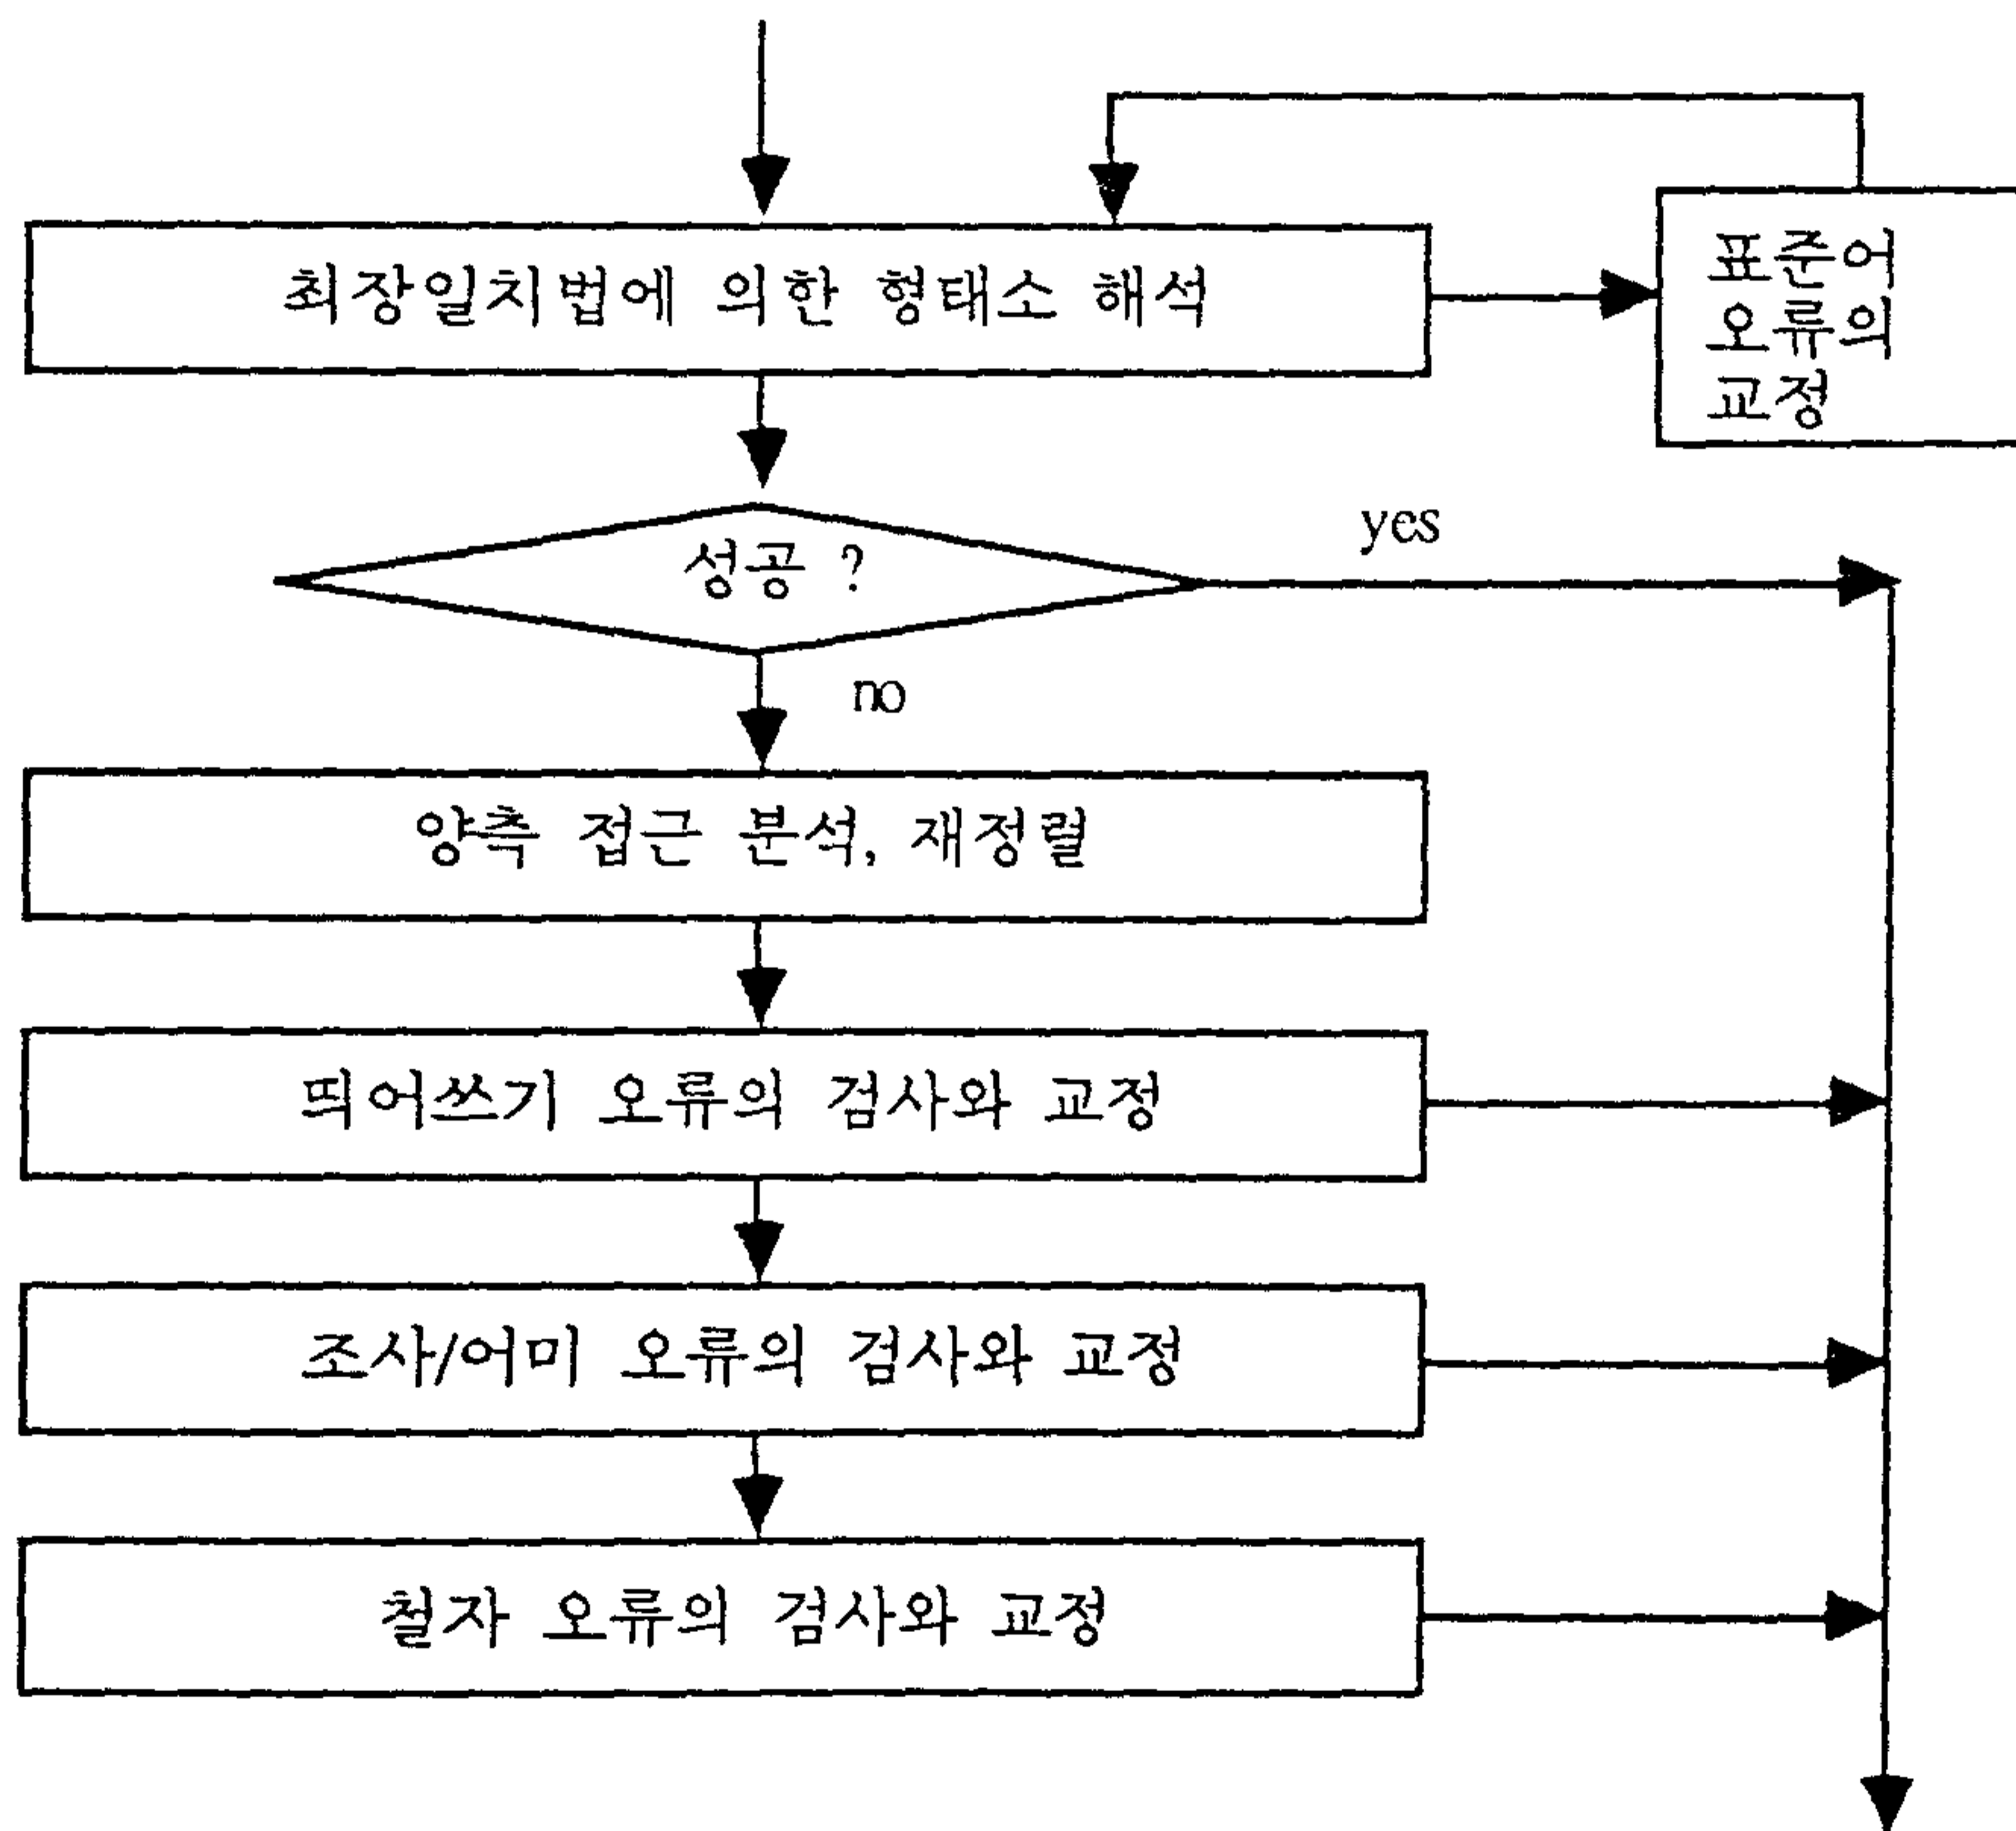 최장일치법에 의한 형태소 해석
표준어
오류의
교정
성공 ?
yes
no
양측 접근 분석, 재정렬
띄어쓰기 오류의 검사와 교정
조사/어미 오류의 검사와 교정
철자 오류의 검사와 교정